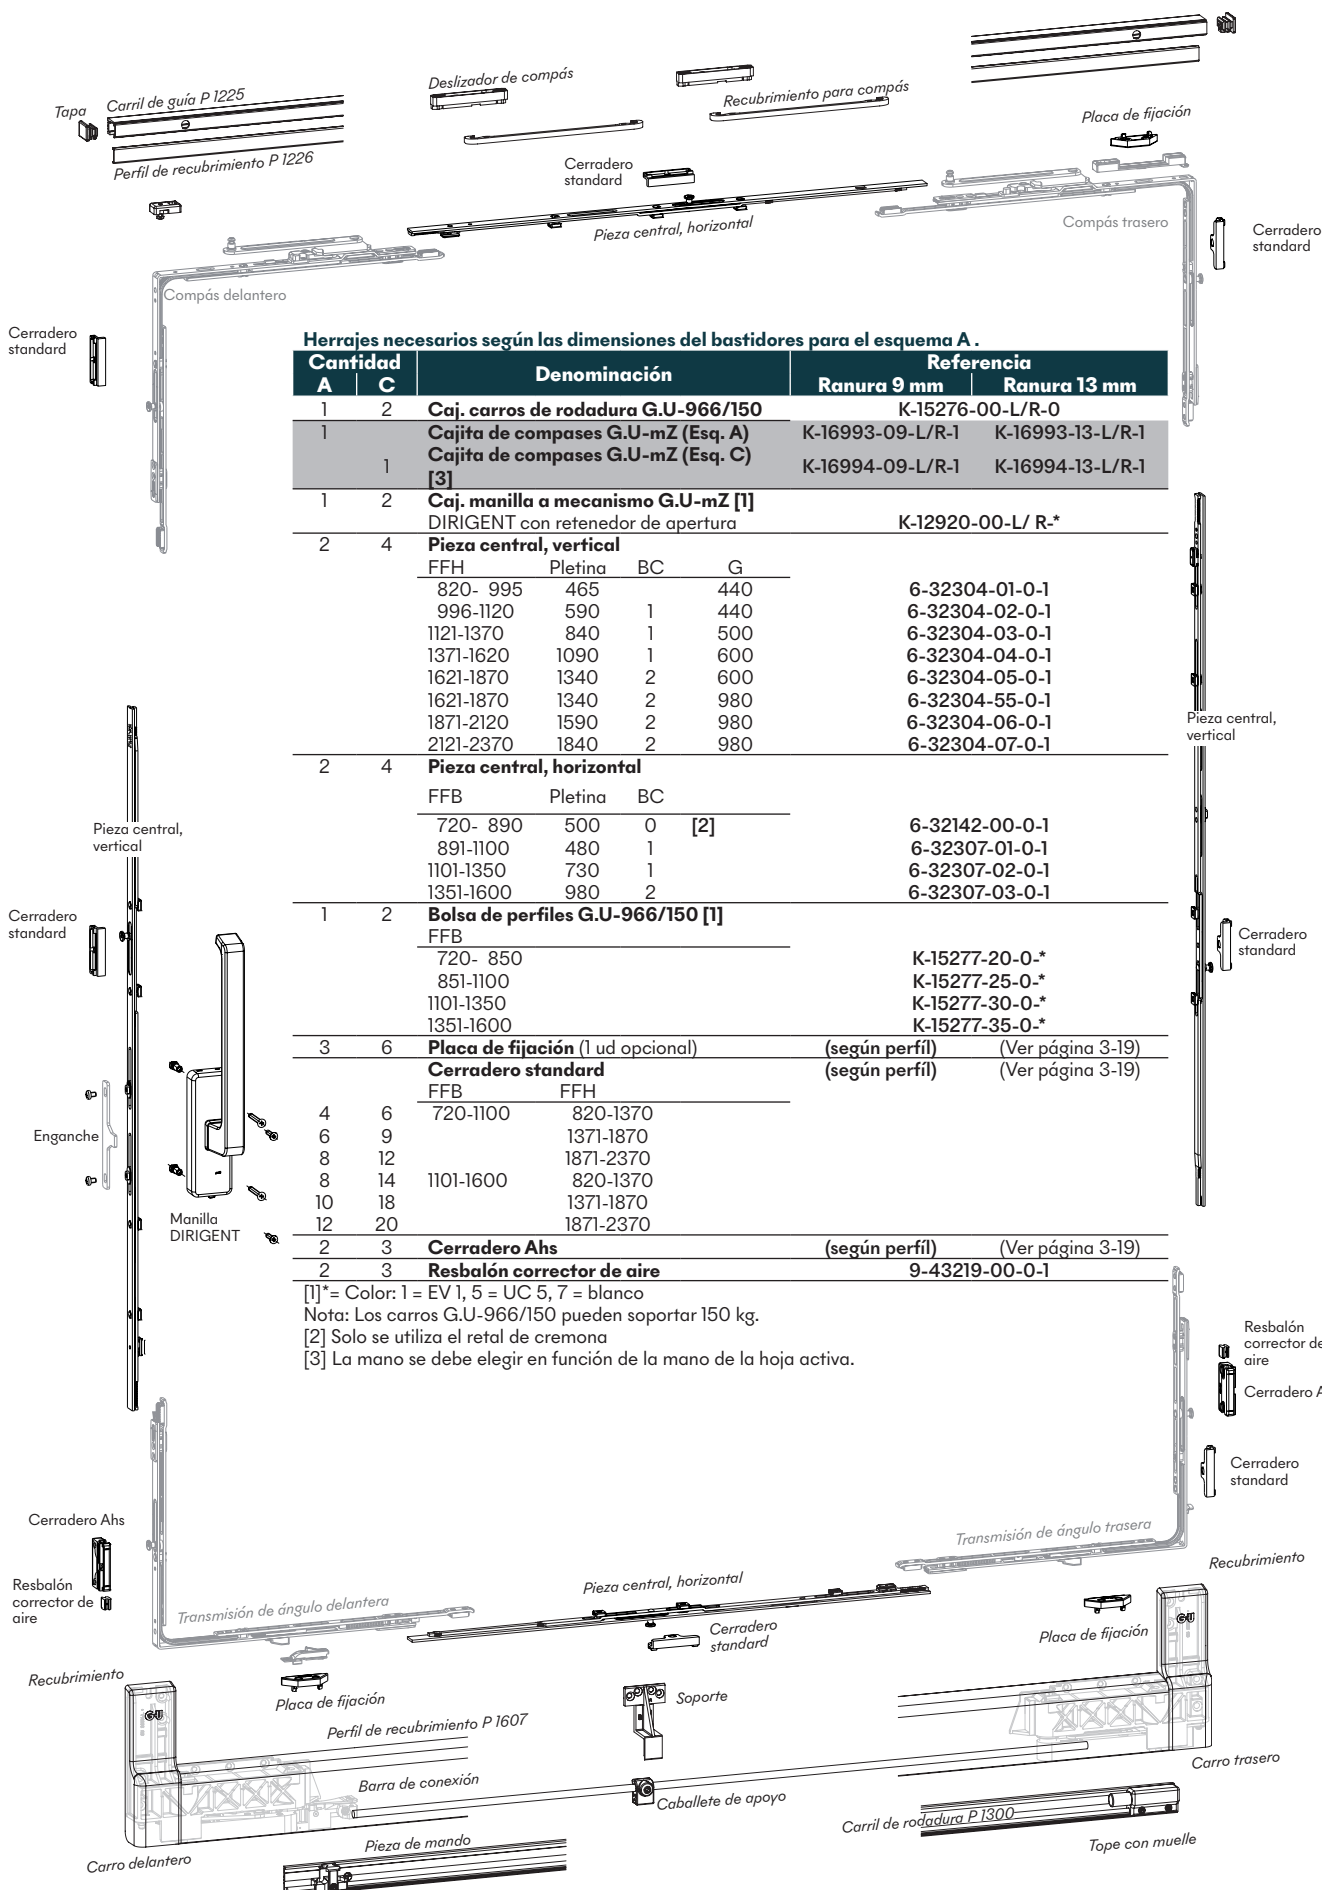 Tapa
Carril de guía P 1225
Perfil de recubrimiento P 1226
Deslizador de compás
Recubrimiento para compás
Placa de fijación
Cerradero
standard
Pieza central, horizontal
Compás trasero
Cerradero
standard
Compás delantero
Cerradero
standard
Herrajes necesarios según las dimensiones del bastidores para el esquema A .
Cantidad Denominación Referencia
A C Ranura 9 mm Ranura 13 mm
1 2 Caj. carros de rodadura G.U-966/150 K-15276-00-L/R-0
1 Cajita de compases G.U-mZ (Esq. A) K-16993-09-L/R-1 K-16993-13-L/R-1
1 Cajita de compases G.U-mZ (Esq. C) K-16994-09-L/R-1 K-16994-13-L/R-1
[3]
1 2 Caj. manilla a mecanismo G.U-mZ [1]
DIRIGENT con retenedor de apertura K-12920-00-L/ R-*
2 4 Pieza central, vertical
FFH Pletina BC G
820- 995 465 440 6-32304-01-0-1
996-1120 590 1 440 6-32304-02-0-1
1121-1370 840 1 500 6-32304-03-0-1
1371-1620 1090 1 600 6-32304-04-0-1
1621-1870 1340 2 600 6-32304-05-0-1
1621-1870 1340 2 980 6-32304-55-0-1
1871-2120 1590 2 980 6-32304-06-0-1
2121-2370 1840 2 980 6-32304-07-0-1
2 4 Pieza central, horizontal
FFB Pletina BC
720- 890 500 0 [2] 6-32142-00-0-1
891-1100 480 1 6-32307-01-0-1
1101-1350 730 1 6-32307-02-0-1
1351-1600 980 2 6-32307-03-0-1
1 2 Bolsa de perfiles G.U-966/150 [1]
FFB
720- 850 K-15277-20-0-*
851-1100 K-15277-25-0-*
1101-1350 K-15277-30-0-*
1351-1600 K-15277-35-0-*
3 6 Placa de fijación (1 ud opcional) (según perfíl) (Ver página 3-19)
Cerradero standard (según perfíl) (Ver página 3-19)
FFB FFH
4 6 720-1100 820-1370
6 9 1371-1870
8 12 1871-2370
8 14 1101-1600 820-1370
10 18 1371-1870
12 20 1871-2370
2 3 Cerradero Ahs (según perfíl) (Ver página 3-19)
2 3 Resbalón corrector de aire 9-43219-00-0-1
[1]*= Color: 1 = EV 1, 5 = UC 5, 7 = blanco
Nota: Los carros G.U-966/150 pueden soportar 150 kg.
[2] Solo se utiliza el retal de cremona
[3] La mano se debe elegir en función de la mano de la hoja activa.
Pieza central,
vertical
Cerradero
standard
Enganche
Manilla
DIRIGENT
Pieza central,
vertical
Cerradero
standard
Resbalón
corrector de
aire
Cerradero A
Cerradero
standard
Cerradero Ahs
Resbalón
corrector de
aire
Transmisión de ángulo trasera
Recubrimiento
Transmisión de ángulo delantera
Pieza central, horizontal
Cerradero
standard
Placa de fijación
G-U
Recubrimiento
G-U
Placa de fijación
Soporte
Perfil de recubrimiento P 1607
Barra de conexión
Caballete de apoyo
Carro trasero
Carril de rodadura P 1300
Tope con muelle
Pieza de mando
Carro delantero